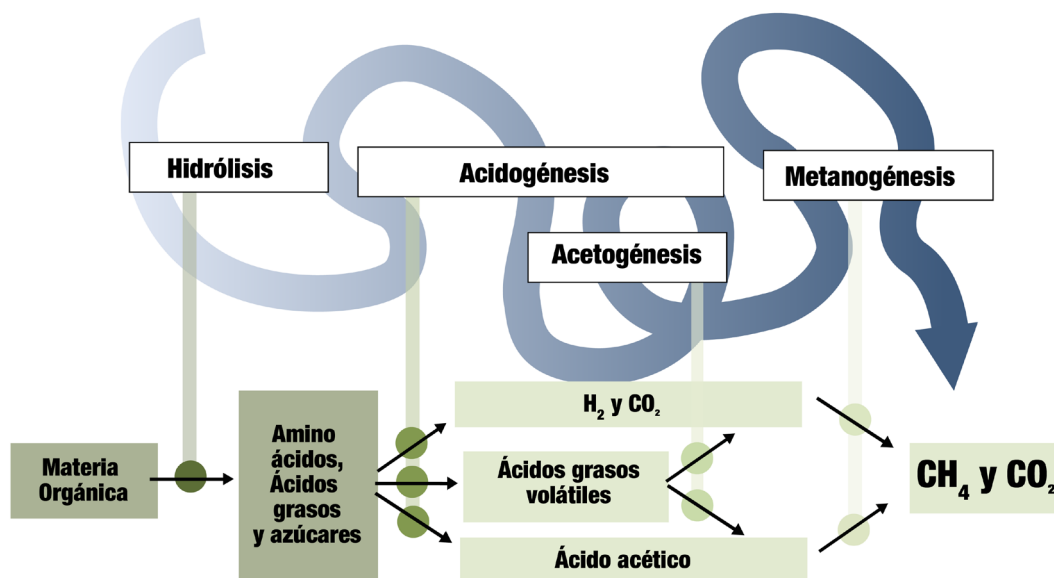 Hidrólisis
Acidogénesis
Metanogénesis
Acetogénesis
Materia
Orgánica
Amino
ácidos,
Ácidos
grasos
y azúcares
H₂ y CO₂
Ácidos grasos
volátiles
Ácido acético
CH₄ y CO₂